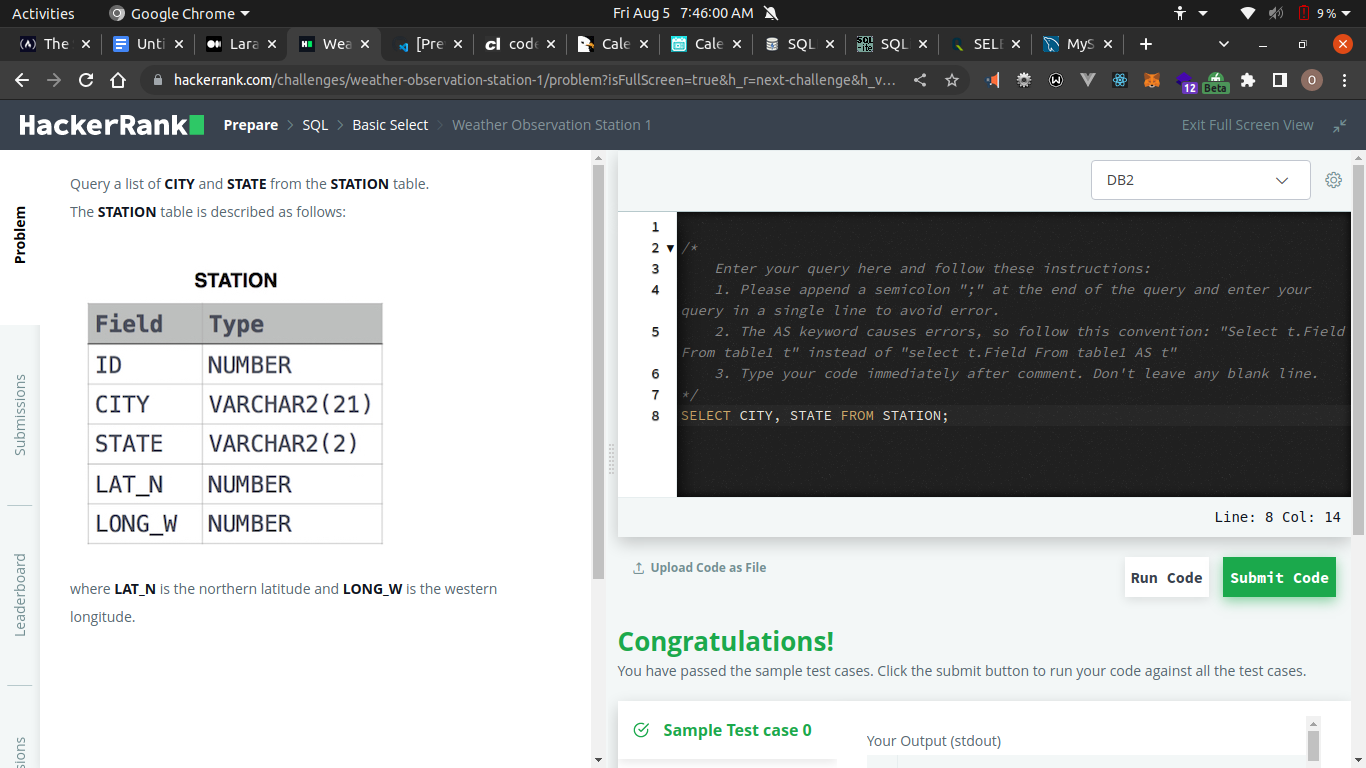 Activities
Google Chrome
Fri Aug 5 7:46:00 AM
9 %
The
Unti
Lara
Wea
[Pre
code
Cale
Cale
SQL
SQL
SELE
MyS
hackerrank.com/challenges/weather-observation-station-1/problem?isFullScreen=true&h_r=next-challenge&h_v...
12
Beta
O
HackerRank
Prepare > SQL > Basic Select > Weather Observation Station 1
Exit Full Screen View
Problem
Submissions
Leaderboard
Query a list of CITY and STATE from the STATION table.
The STATION table is described as follows:
STATION
Field Type
ID NUMBER
CITY VARCHAR2(21)
STATE VARCHAR2(2)
LAT_N NUMBER
LONG_W NUMBER
where LAT_N is the northern latitude and LONG_W is the western
longitude.
DB2
1
2 /*
3 Enter your query here and follow these instructions:
4 1. Please append a semicolon ";" at the end of the query and enter your
query in a single line to avoid error.
5 2. The AS keyword causes errors, so follow this convention: "Select t.Field
From table1 t" instead of "select t.Field From table1 AS t"
6 3. Type your code immediately after comment. Don't leave any blank line.
7 */
8 SELECT CITY, STATE FROM STATION;
Line: 8 Col: 14
Upload Code as File
Run Code
Submit Code
Congratulations!
You have passed the sample test cases. Click the submit button to run your code against all the test cases.
Sample Test case 0
Your Output (stdout)